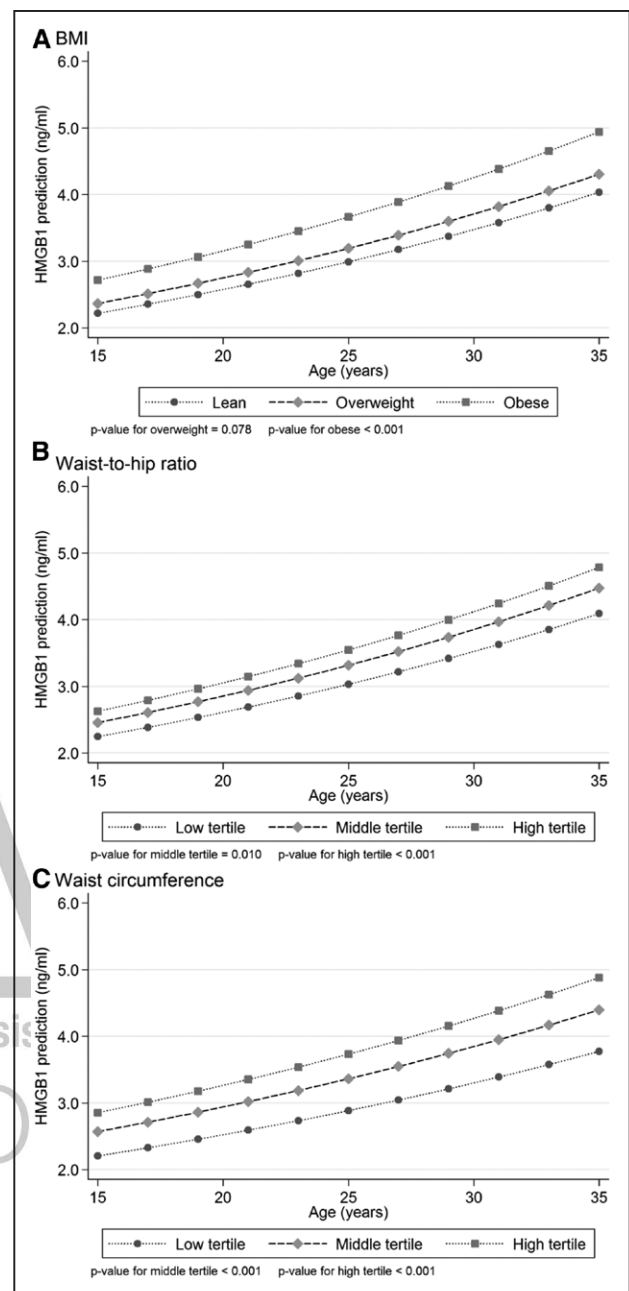 A BMI
6.0
5.0
4.0
3.0
2.0
HMGB1 prediction (ng/ml)
15 20 25 30 35
Age (years)
Lean Overweight Obese
p-value for overweight = 0.078 p-value for obese < 0.001
B Waist-to-hip ratio
6.0
5.0
4.0
3.0
2.0
HMGB1 prediction (ng/ml)
15 20 25 30 35
Age (years)
Low tertile Middle tertile High tertile
p-value for middle tertile = 0.010 p-value for high tertile < 0.001
C Waist circumference
6.0
5.0
4.0
3.0
2.0
HMGB1 prediction (ng/ml)
15 20 25 30 35
Age (years)
Low tertile Middle tertile High tertile
p-value for middle tertile < 0.001 p-value for high tertile < 0.001